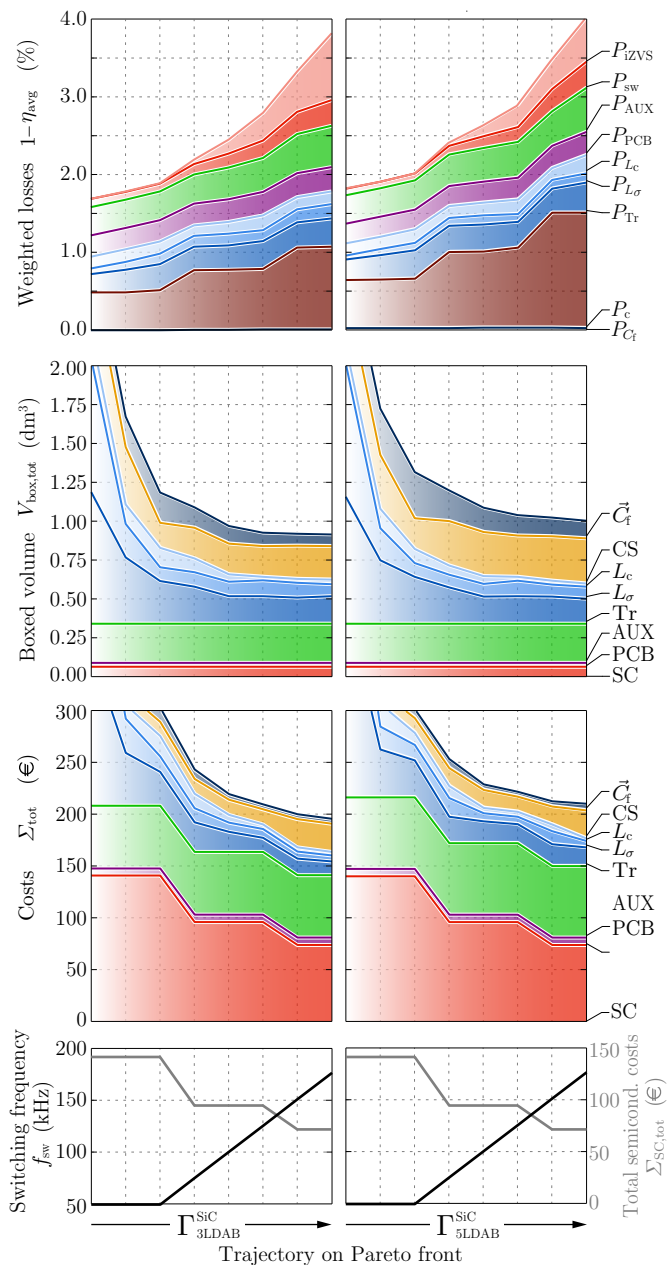 Weighted losses 1−η_avg (%)
4.0
3.0
2.0
1.0
0.0
P_iZVS
P_sw
P_AUX
P_PCB
P_Lc
P_Lσ
P_Tr
P_c
P_Cf
Boxed volume V_box,tot (dm³)
2.00
1.75
1.50
1.25
1.00
0.75
0.50
0.25
0.00
C⃗_f
CS
L_c
L_σ
Tr
AUX
PCB
SC
Costs Σ_tot (€)
300
250
200
150
100
50
0
C⃗_f
CS
L_c
L_σ
Tr
AUX
PCB
SC
Switching frequency
f_sw (kHz)
200
150
100
50
150
100
50
0
Total semicond. costs
Σ_SC,tot (€)
Γ^SiC_3LDAB
Γ^SiC_5LDAB
Trajectory on Pareto front